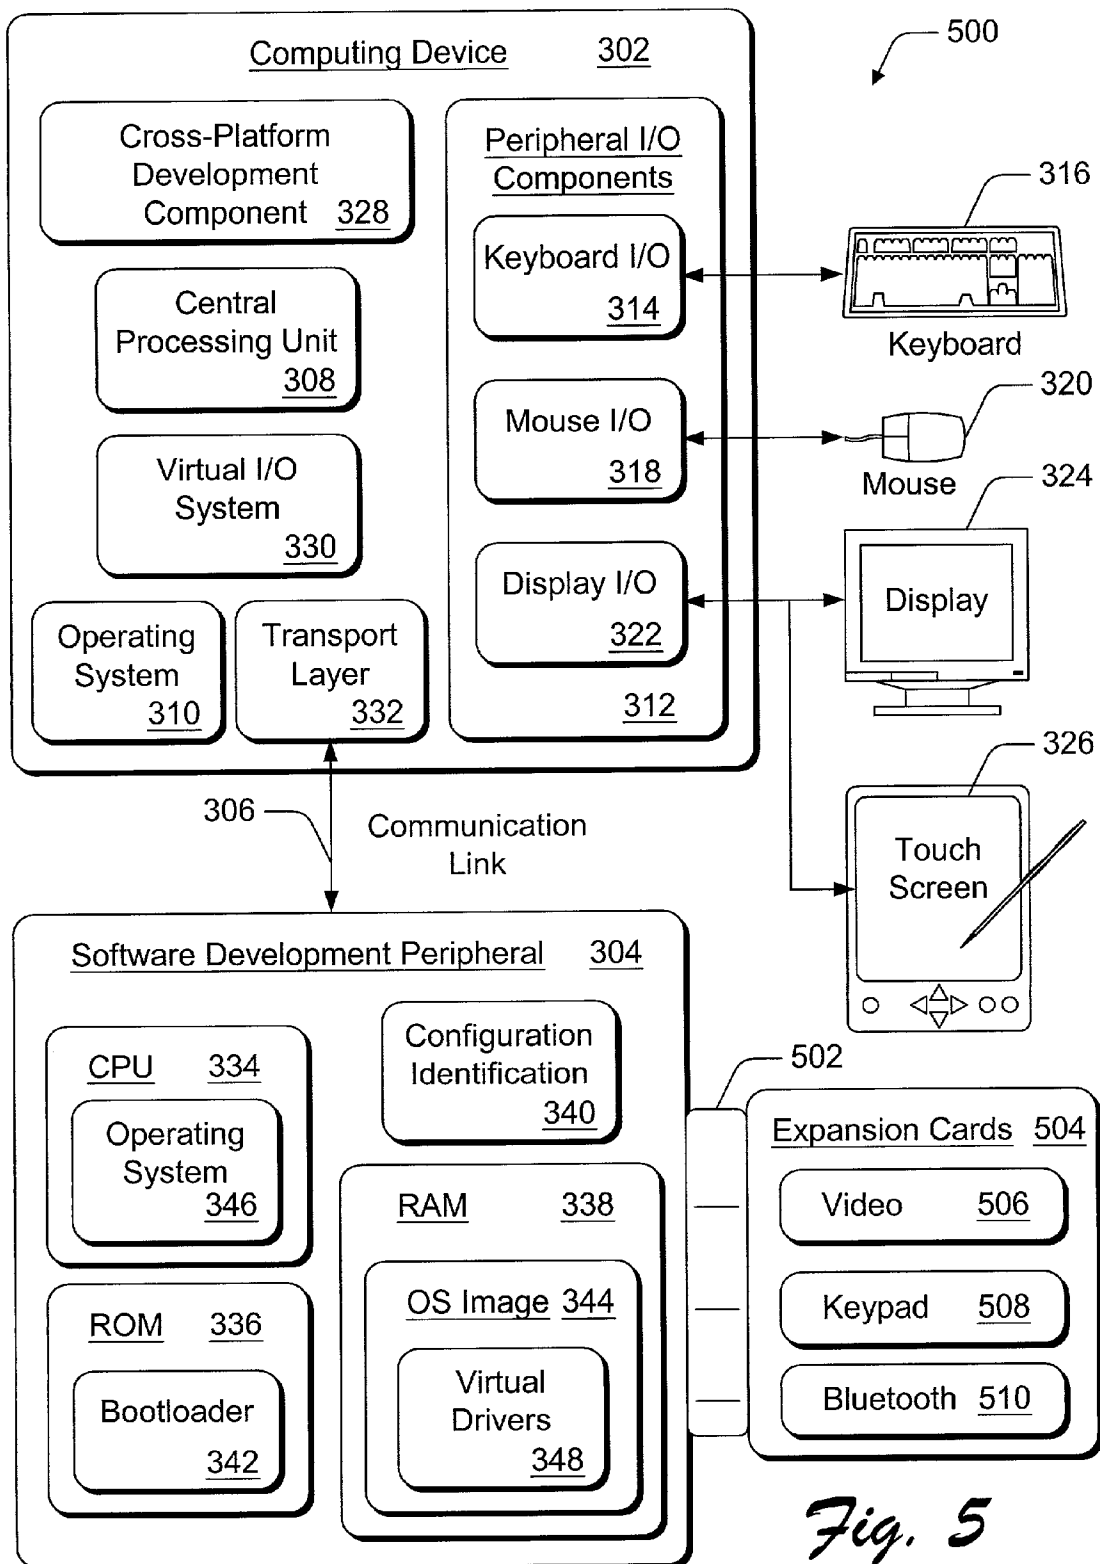 Computing Device 302
500
Cross-Platform
Development
Component 328
Central
Processing Unit
308
Virtual I/O
System
330
Operating
System
310
Transport
Layer
332
Peripheral I/O
Components
Keyboard I/O
314
Mouse I/O
318
Display I/O
322
312
316
Keyboard
320
Mouse
324
Display
326
Touch
Screen
306
Communication
Link
Software Development Peripheral 304
CPU 334
Operating
System
346
Configuration
Identification
340
ROM 336
Bootloader
342
RAM 338
OS Image 344
Virtual
Drivers
348
502
Expansion Cards 504
Video 506
Keypad 508
Bluetooth 510
Fig. 5